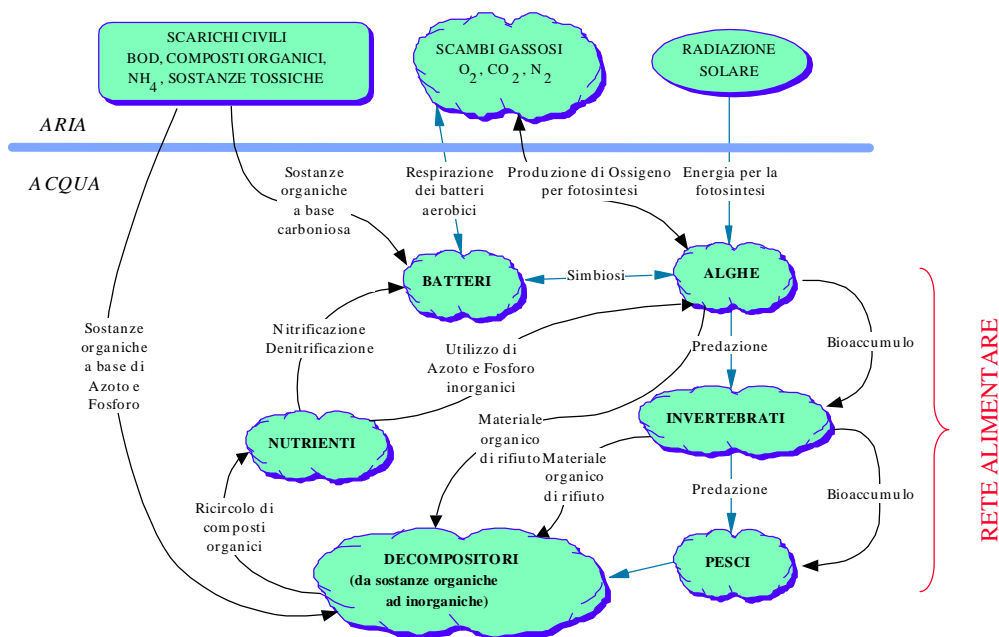 SCARICHI CIVILI
BOD, COMPOSTI ORGANICI,
NH4, SOSTANZE TOSSICHE
SCAMBI GASSOSI
O2, CO2, N2
RADIAZIONE
SOLARE
ARIA
ACQUA
Sostanze
organiche
a base
carboniosa
Respirazione
dei batteri
aerobici
Produzione di Ossigeno
per fotosintesi
Energia per la
fotosintesi
BATTERI
Simbiosi
ALGHE
Sostanze
organiche
a base di
Azoto e
Fosforo
Nitrificazione
Denitrificazione
Utilizzo di
Azoto e Fosforo
inorganici
Predazione
Bioaccumulo
NUTRIENTI
Materiale
organico
di rifiuto
INVERTEBRATI
Materiale
organico
di rifiuto
Ricircolo di
composti
organici
Predazione
Bioaccumulo
DECOMPOSITORI
(da sostanze organiche
ad inorganiche)
PESCI
RETE ALIMENTARE